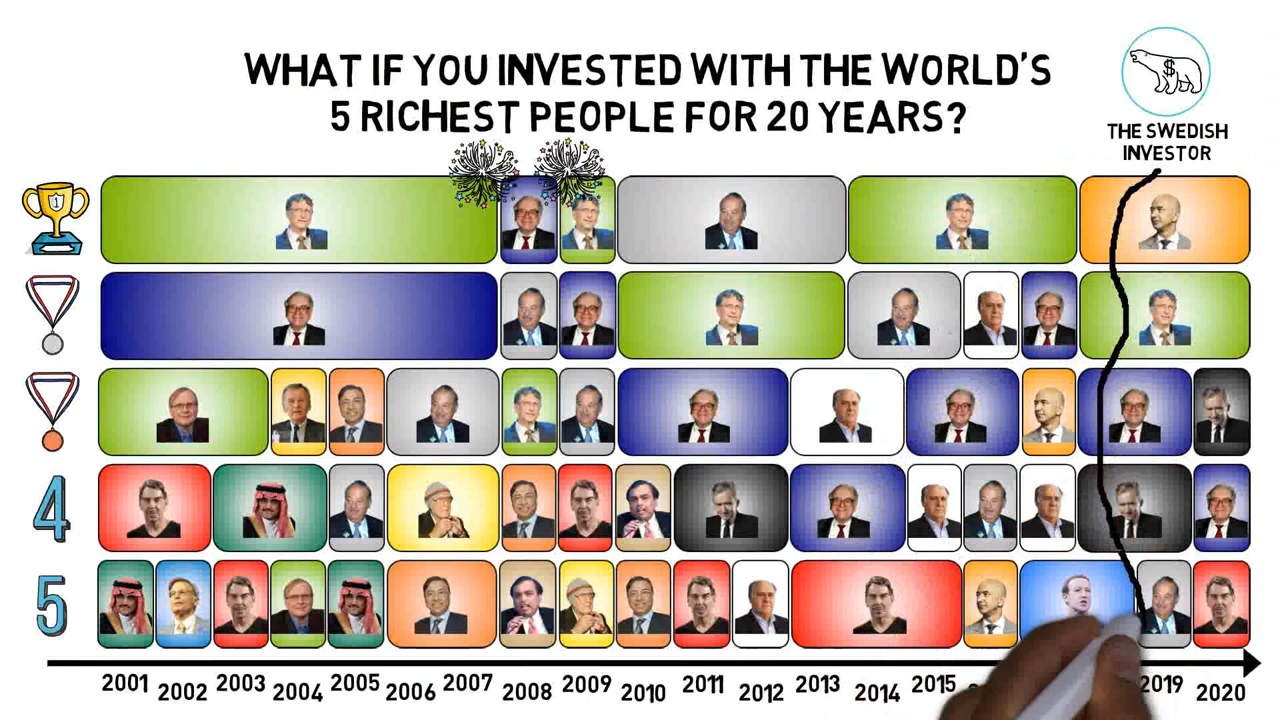 WHAT IF YOU INVESTED WITH THE WORLD'S
5 RICHEST PEOPLE FOR 20 YEARS?
$
THE SWEDISH
INVESTOR
1
4
5
2001 2002 2003 2004 2005 2006 2007 2008 2009 2010 2011 2012 2013 2014 2015 2019 2020